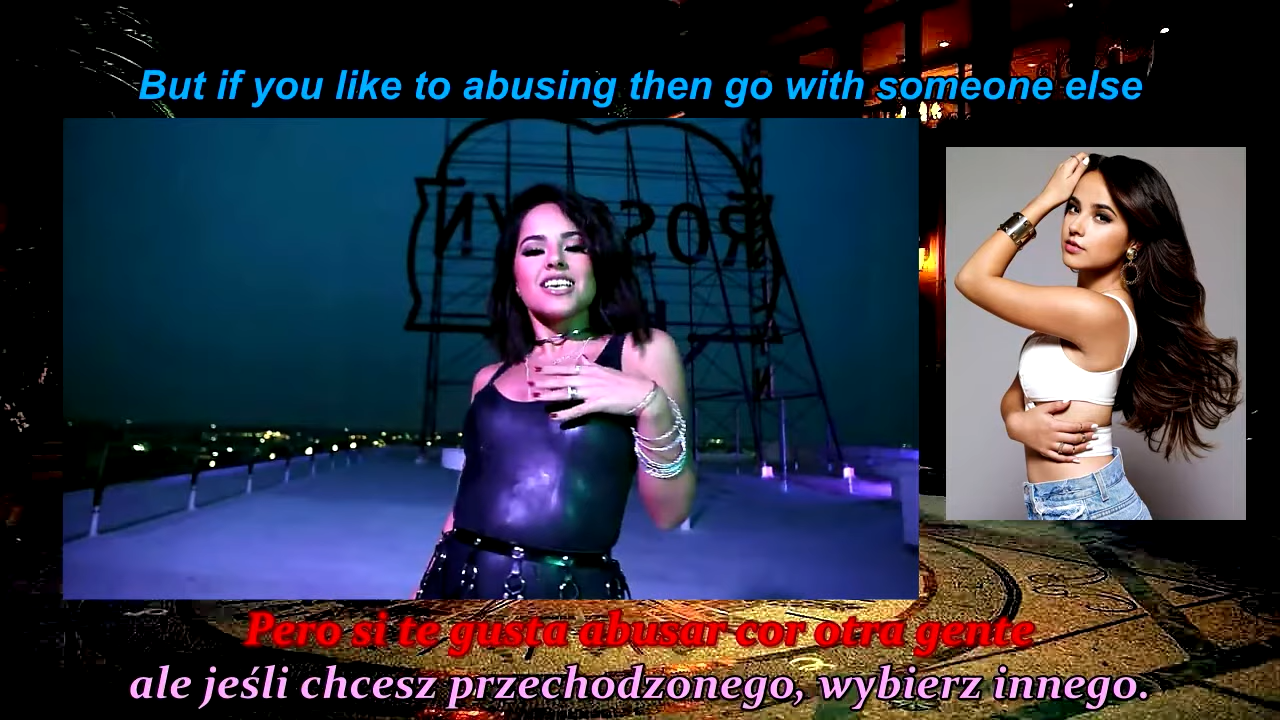 But if you like to abusing then go with someone else
Pero si te gusta abusar cor otra gente
ale jeśli chcesz przechodzonego, wybierz innego.